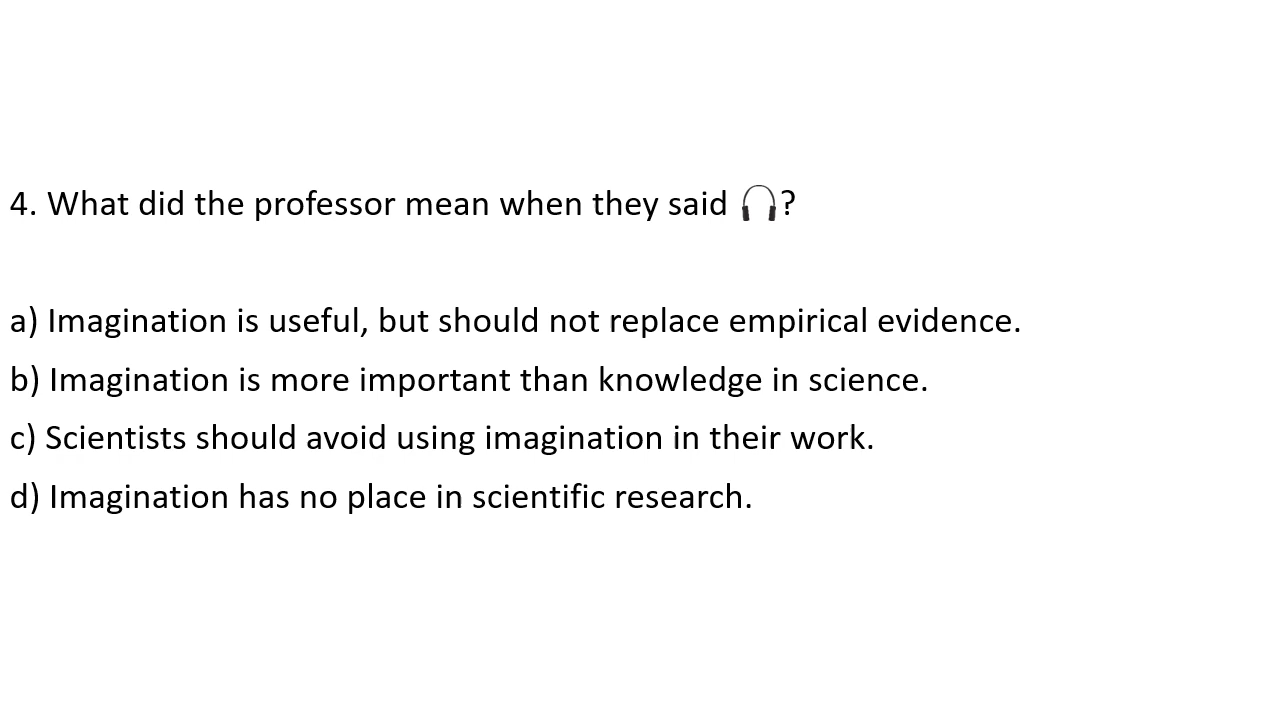 4. What did the professor mean when they said 🎧?
a) Imagination is useful, but should not replace empirical evidence.
b) Imagination is more important than knowledge in science.
c) Scientists should avoid using imagination in their work.
d) Imagination has no place in scientific research.